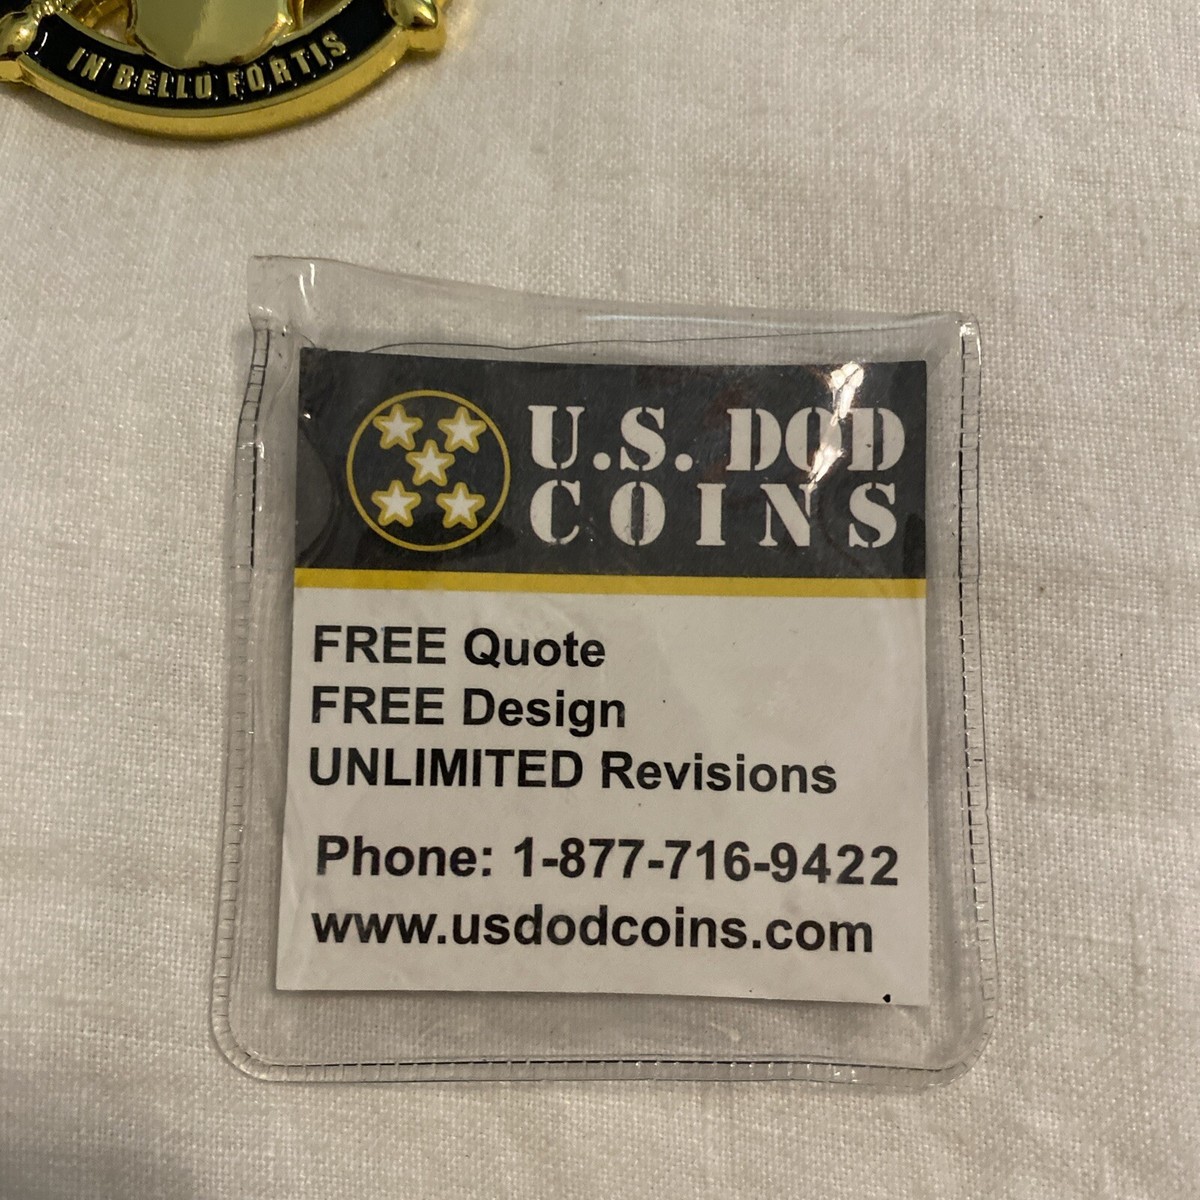 IN BELLO FORTIS
U.S. DOD
COINS
FREE Quote
FREE Design
UNLIMITED Revisions
Phone: 1-877-716-9422
www.usdodcoins.com